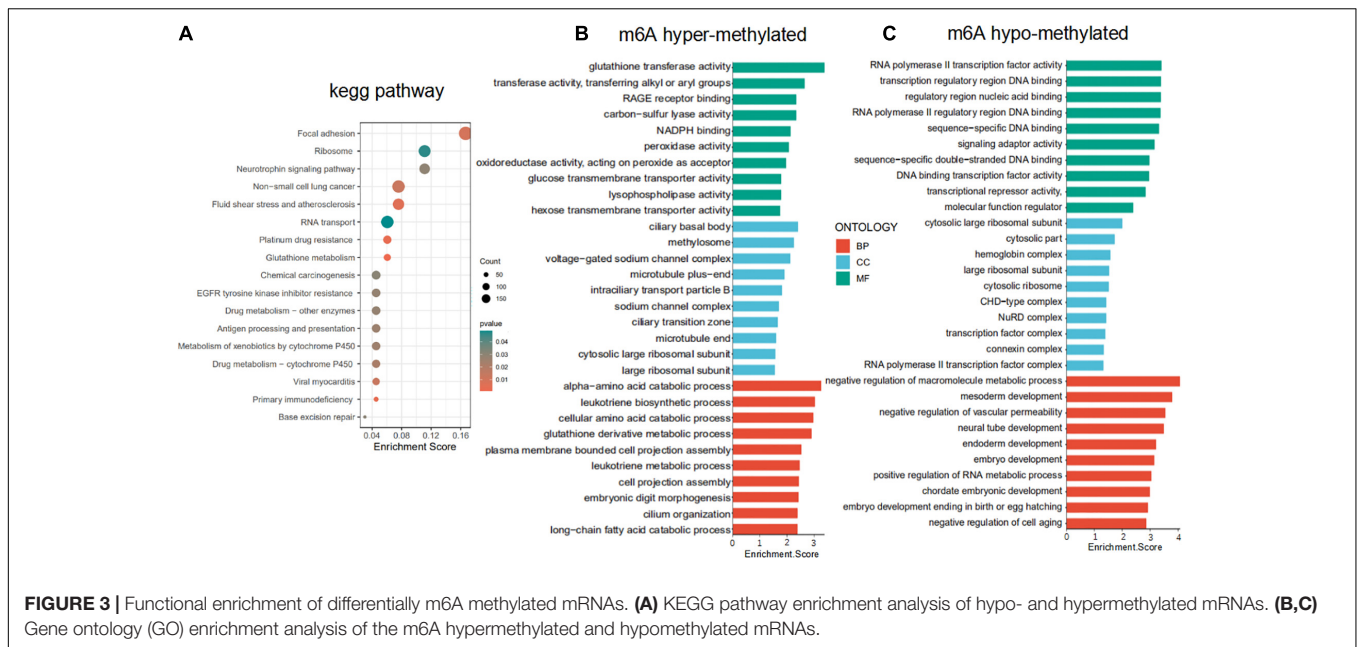 A
kegg pathway
Focal adhesion
Ribosome
Neurotrophin signaling pathway
Non−small cell lung cancer
Fluid shear stress and atherosclerosis
RNA transport
Platinum drug resistance
Glutathione metabolism
Chemical carcinogenesis
EGFR tyrosine kinase inhibitor resistance
Drug metabolism − other enzymes
Antigen processing and presentation
Metabolism of xenobiotics by cytochrome P450
Drug metabolism − cytochrome P450
Viral myocarditis
Primary immunodeficiency
Base excision repair
0.04 0.08 0.12 0.16
Enrichment Score
Count
50
100
150
pvalue
0.04
0.03
0.02
0.01
B
m6A hyper-methylated
glutathione transferase activity
transferase activity, transferring alkyl or aryl groups
RAGE receptor binding
carbon-sulfur lyase activity
NADPH binding
peroxidase activity
oxidoreductase activity, acting on peroxide as acceptor
glucose transmembrane transporter activity
lysophospholipase activity
hexose transmembrane transporter activity
ciliary basal body
methylosome
voltage-gated sodium channel complex
microtubule plus-end
intraciliary transport particle B
sodium channel complex
ciliary transition zone
microtubule end
cytosolic large ribosomal subunit
large ribosomal subunit
alpha-amino acid catabolic process
leukotriene biosynthetic process
cellular amino acid catabolic process
glutathione derivative metabolic process
plasma membrane bounded cell projection assembly
leukotriene metabolic process
cell projection assembly
embryonic digit morphogenesis
cilium organization
long-chain fatty acid catabolic process
0 1 2 3
Enrichment.Score
ONTOLOGY
BP
CC
MF
C
m6A hypo-methylated
RNA polymerase II transcription factor activity
transcription regulatory region DNA binding
regulatory region nucleic acid binding
RNA polymerase II regulatory region DNA binding
sequence-specific DNA binding
signaling adaptor activity
sequence-specific double-stranded DNA binding
DNA binding transcription factor activity
transcriptional repressor activity,
molecular function regulator
cytosolic large ribosomal subunit
cytosolic part
hemoglobin complex
large ribosomal subunit
cytosolic ribosome
CHD-type complex
NuRD complex
transcription factor complex
connexin complex
RNA polymerase II transcription factor complex
negative regulation of macromolecule metabolic process
mesoderm development
negative regulation of vascular permeability
neural tube development
endoderm development
embryo development
positive regulation of RNA metabolic process
chordate embryonic development
embryo development ending in birth or egg hatching
negative regulation of cell aging
0 1 2 3 4
Enrichment.Score
FIGURE 3 | Functional enrichment of differentially m6A methylated mRNAs. (A) KEGG pathway enrichment analysis of hypo- and hypermethylated mRNAs. (B,C)
Gene ontology (GO) enrichment analysis of the m6A hypermethylated and hypomethylated mRNAs.